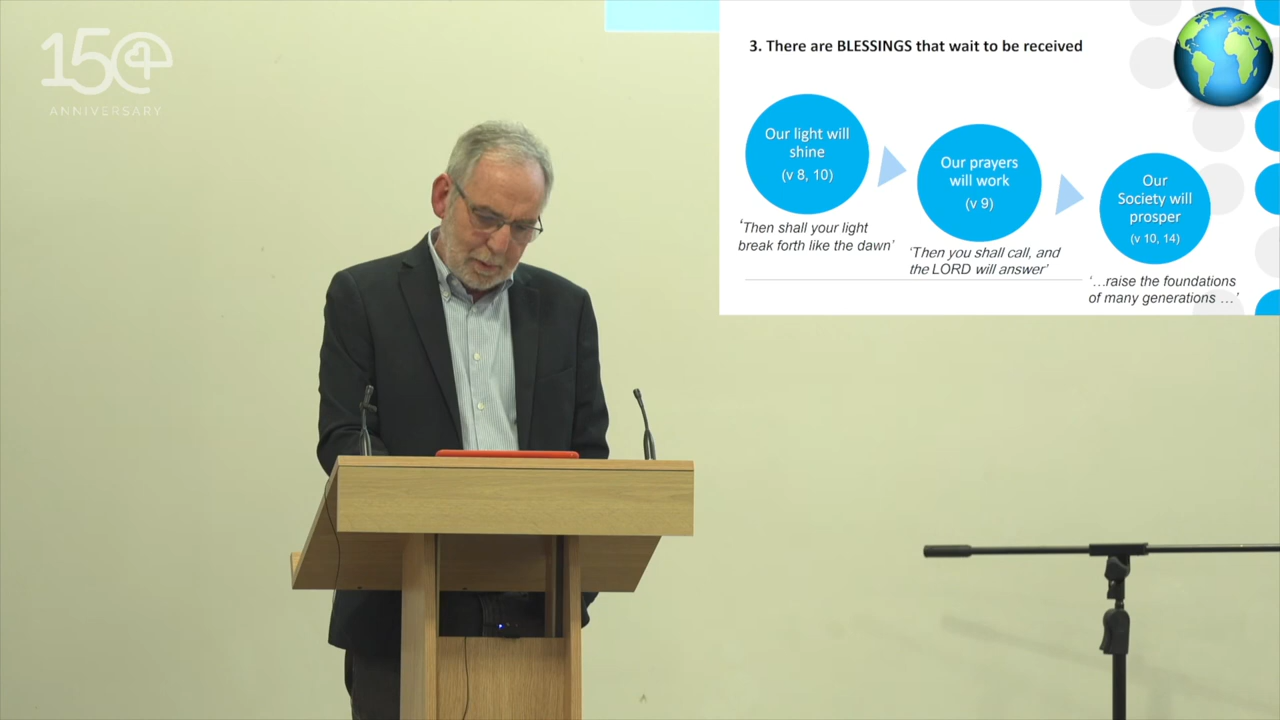 150
ANNIVERSARY
3. There are BLESSINGS that wait to be received
Our light will
shine
(v 8, 10)
‘Then shall your light
break forth like the dawn’
Our prayers
will work
(v 9)
‘Then you shall call, and
the LORD will answer’
Our
Society will
prosper
(v 10, 14)
‘…raise the foundations
of many generations …’